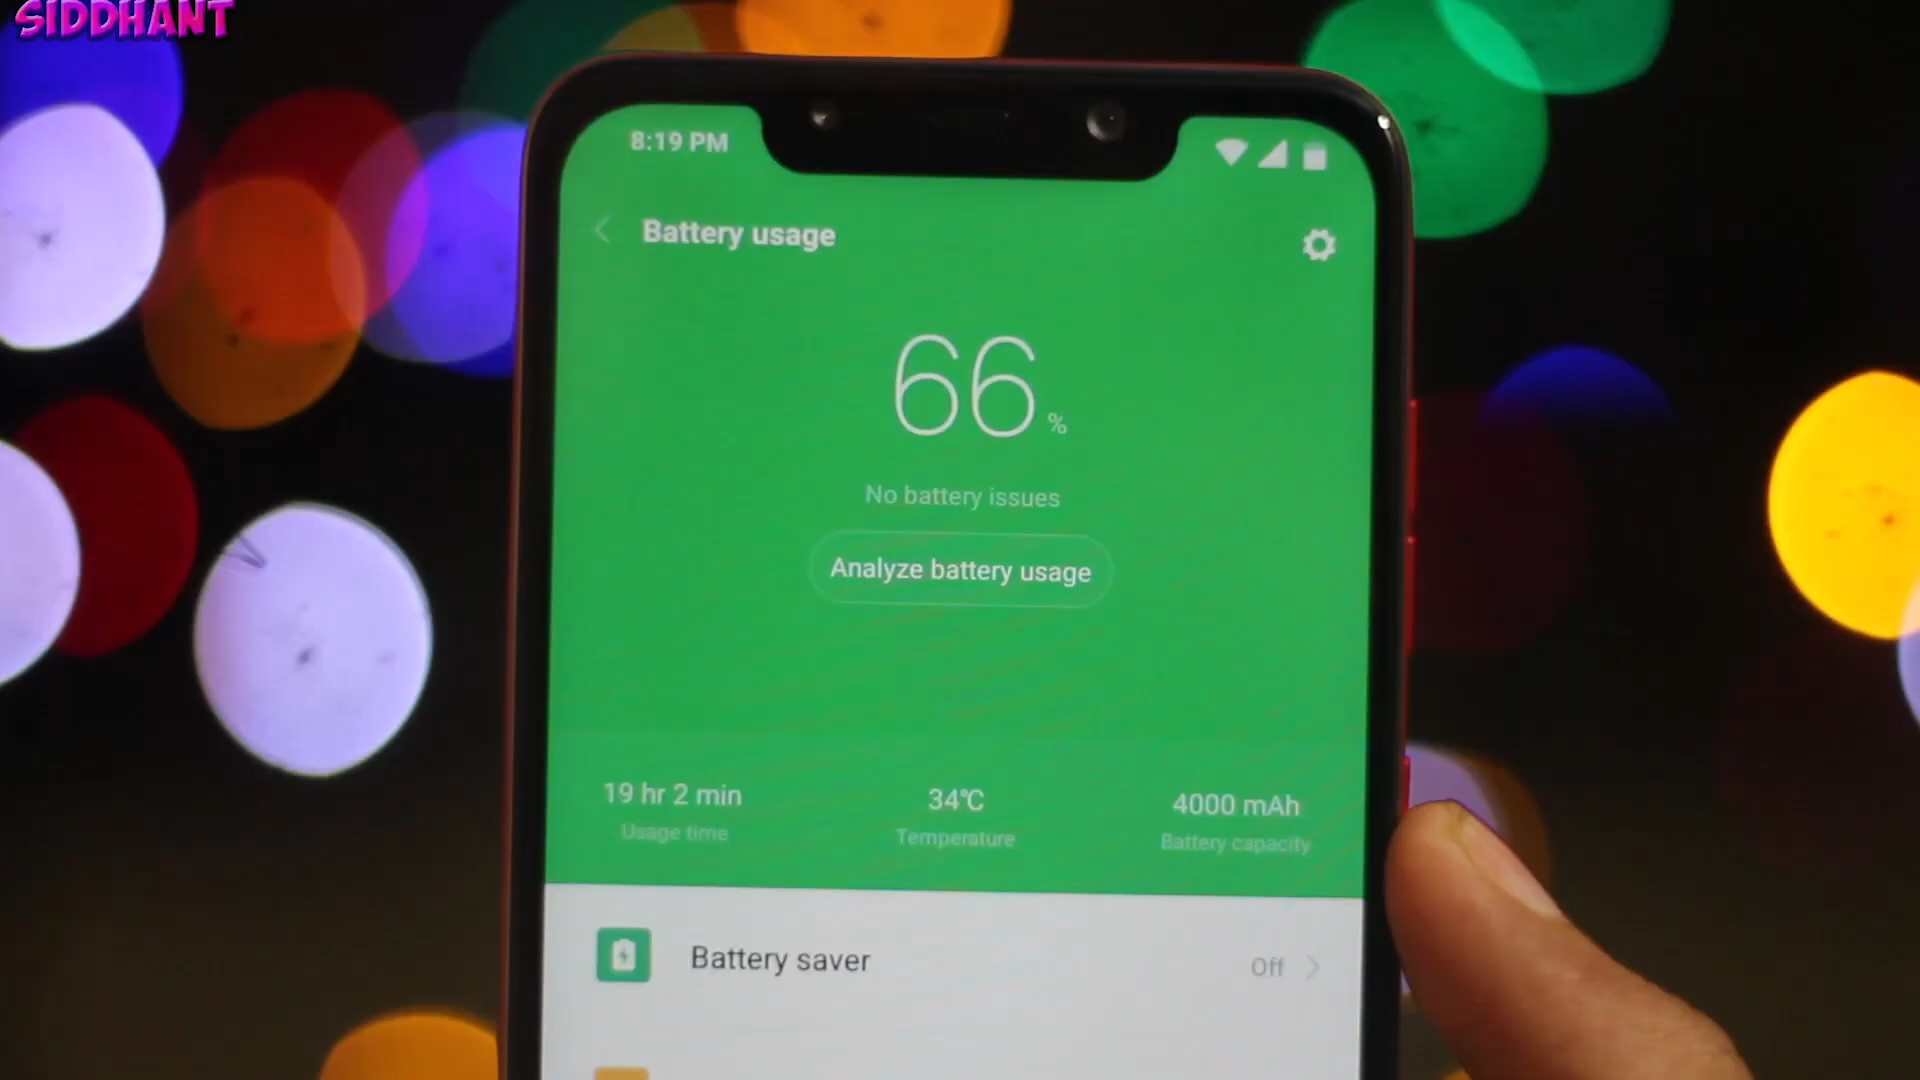 SIDDHANT
8:19 PM
Battery usage
66 %
No battery issues
Analyze battery usage
19 hr 2 min
34℃
4000 mAh
Usage time
Temperature
Battery capacity
Battery saver
Off